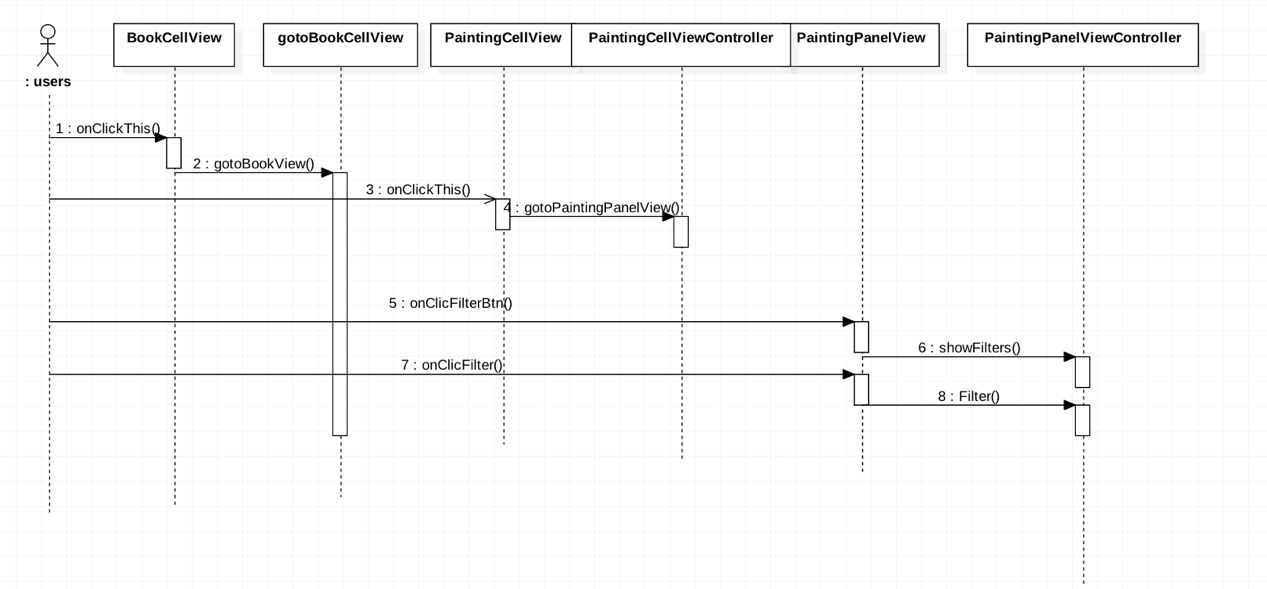 BookCellView
gotoBookCellView
PaintingCellView
PaintingCellViewController
PaintingPanelView
PaintingPanelViewController
: users
1 : onClickThis()
2 : gotoBookView()
3 : onClickThis()
4 : gotoPaintingPanelView()
5 : onClicFilterBtn()
6 : showFilters()
7 : onClicFilter()
8 : Filter()